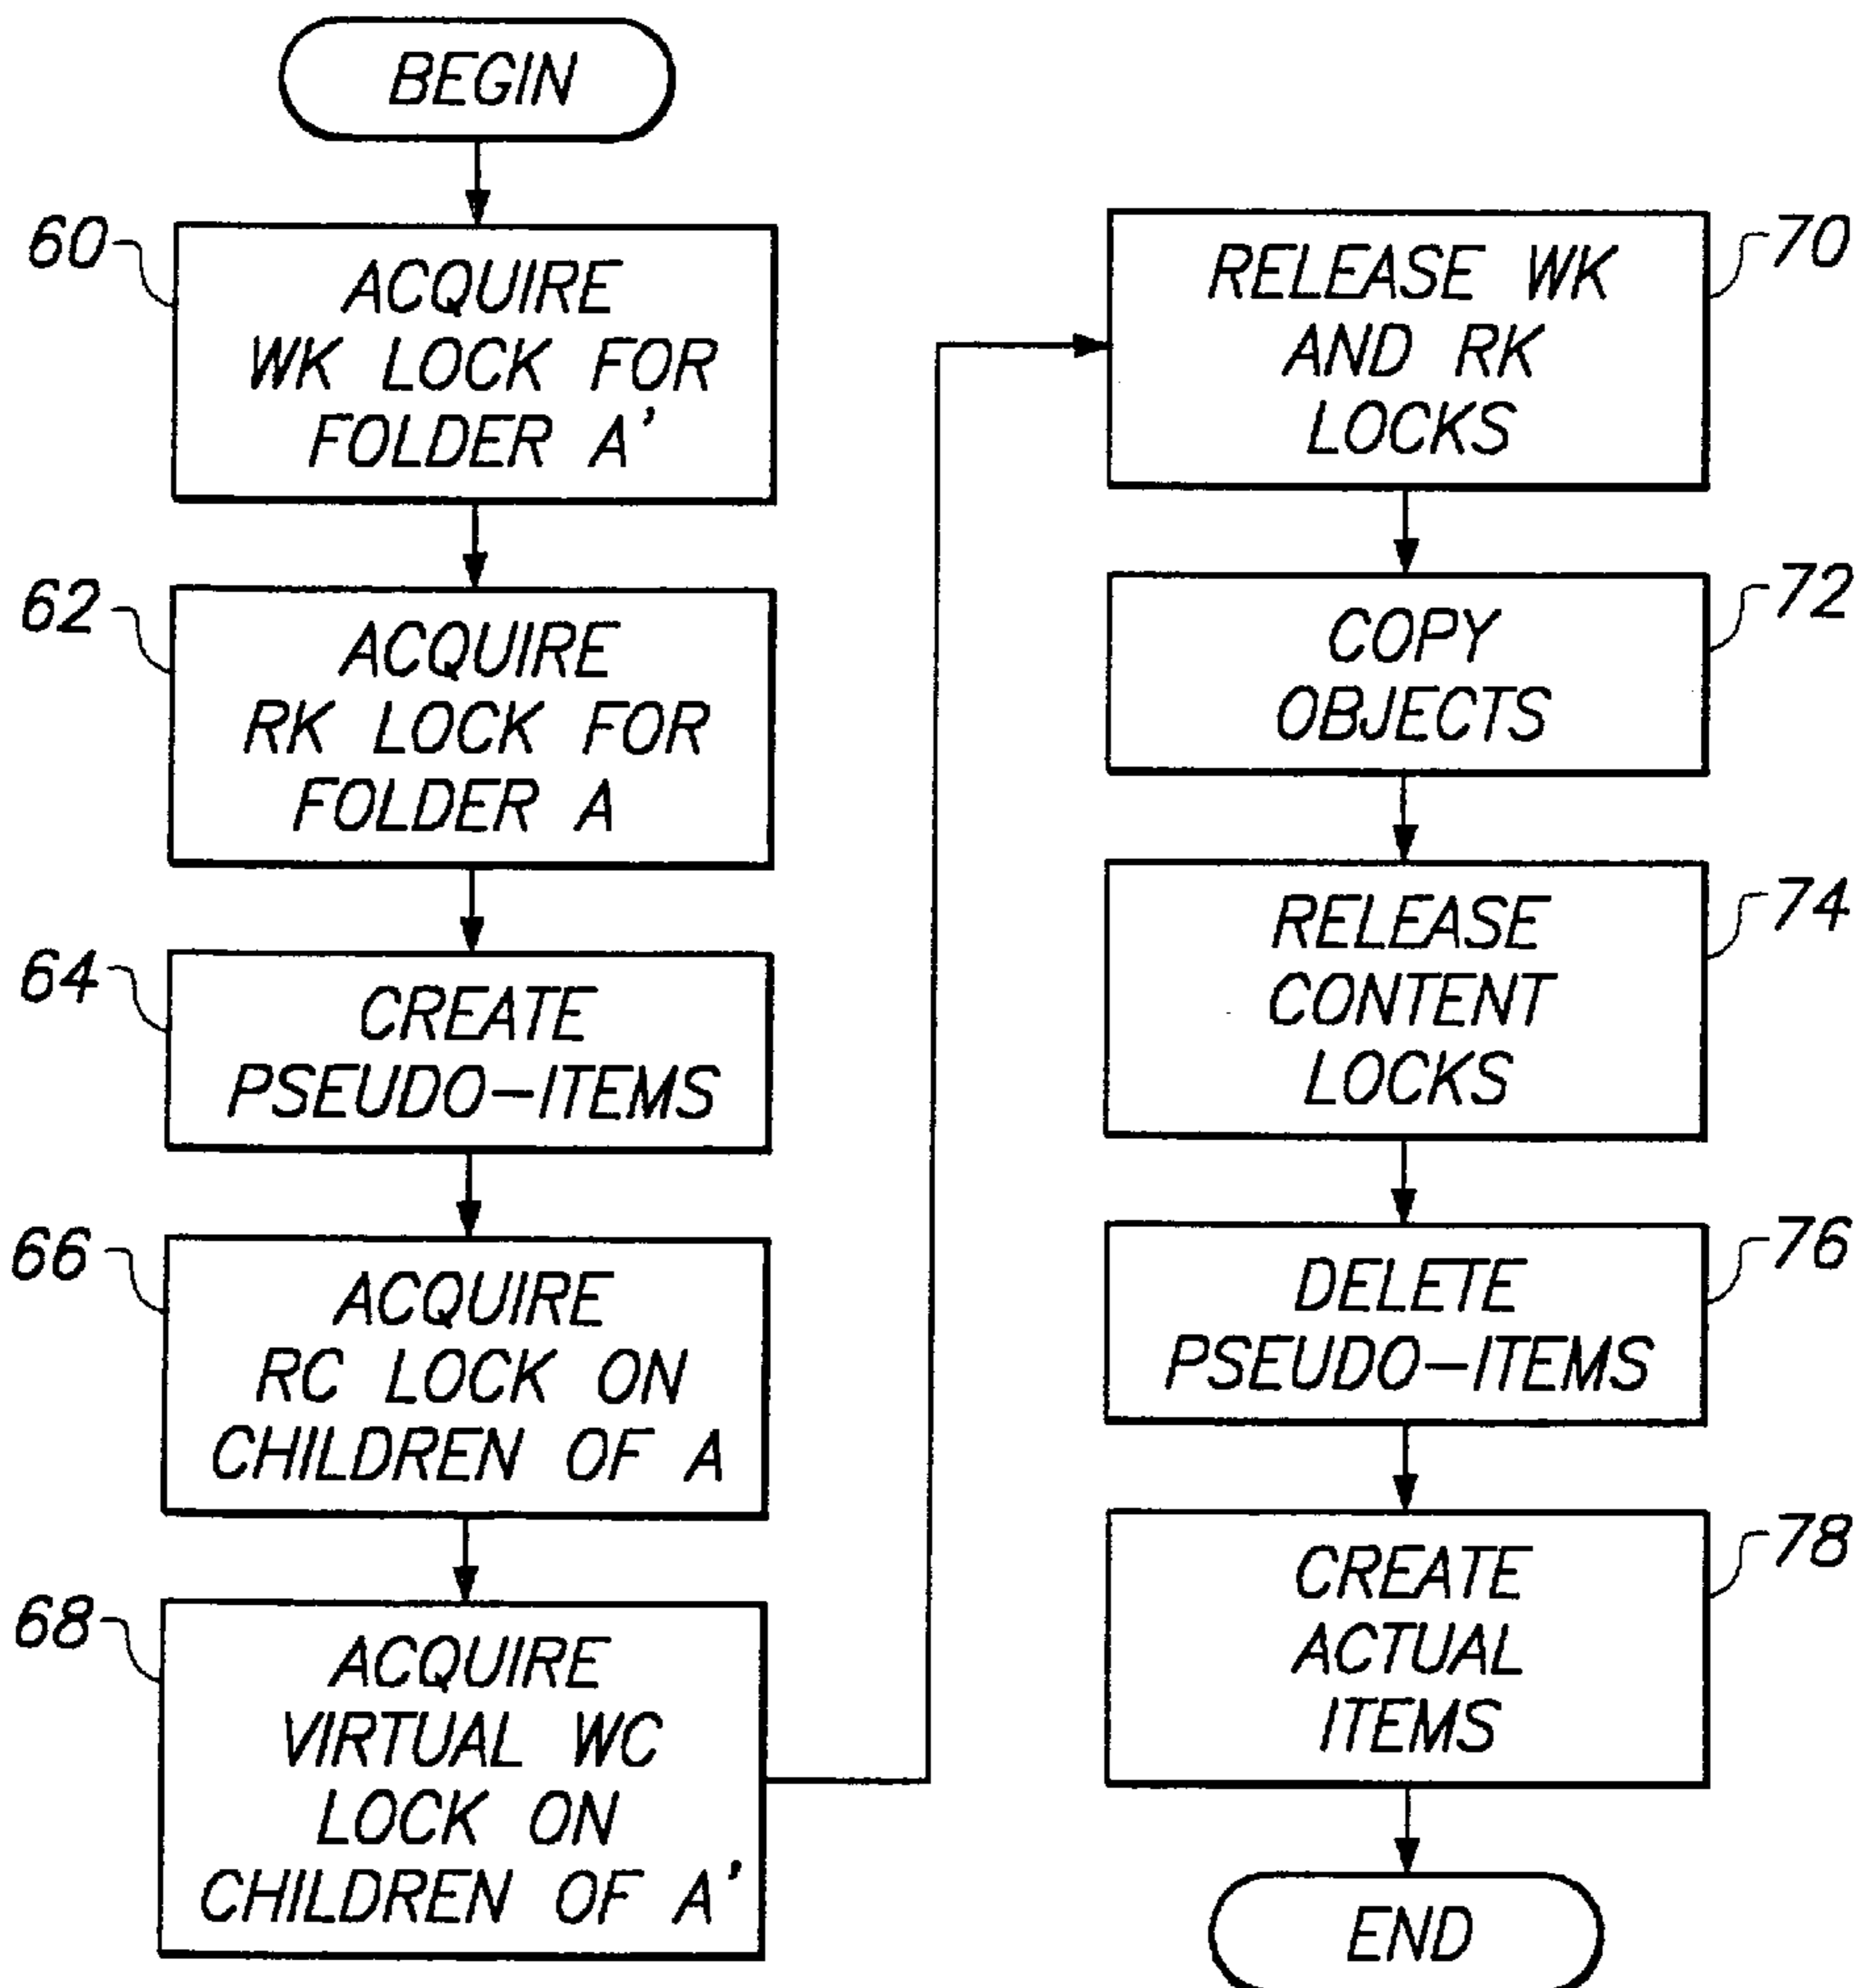 BEGIN
60
ACQUIRE
WK LOCK FOR
FOLDER A'
62
ACQUIRE
RK LOCK FOR
FOLDER A
64
CREATE
PSEUDO-ITEMS
66
ACQUIRE
RC LOCK ON
CHILDREN OF A
68
ACQUIRE
VIRTUAL WC
LOCK ON
CHILDREN OF A'
70
RELEASE WK
AND RK
LOCKS
72
COPY
OBJECTS
74
RELEASE
CONTENT
LOCKS
76
DELETE
PSEUDO-ITEMS
78
CREATE
ACTUAL
ITEMS
END